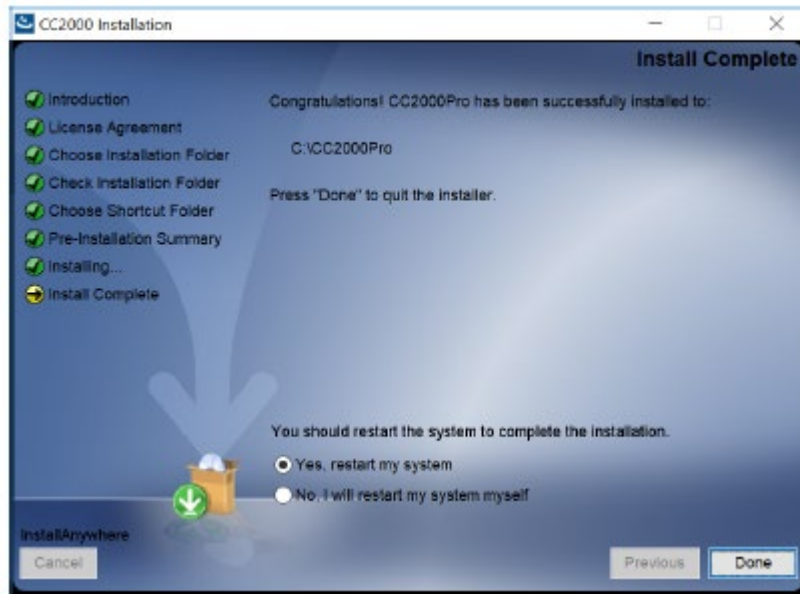 CC2000 Installation
Install Complete
Introduction
License Agreement
Choose Installation Folder
Check Installation Folder
Choose Shortcut Folder
Pre-Installation Summary
Installing...
Install Complete
Congratulations! CC2000Pro has been successfully installed to:
C:\CC2000Pro
Press "Done" to quit the installer.
You should restart the system to complete the installation.
Yes, restart my system
No, I will restart my system myself
InstallAnywhere
Cancel
Previous
Done